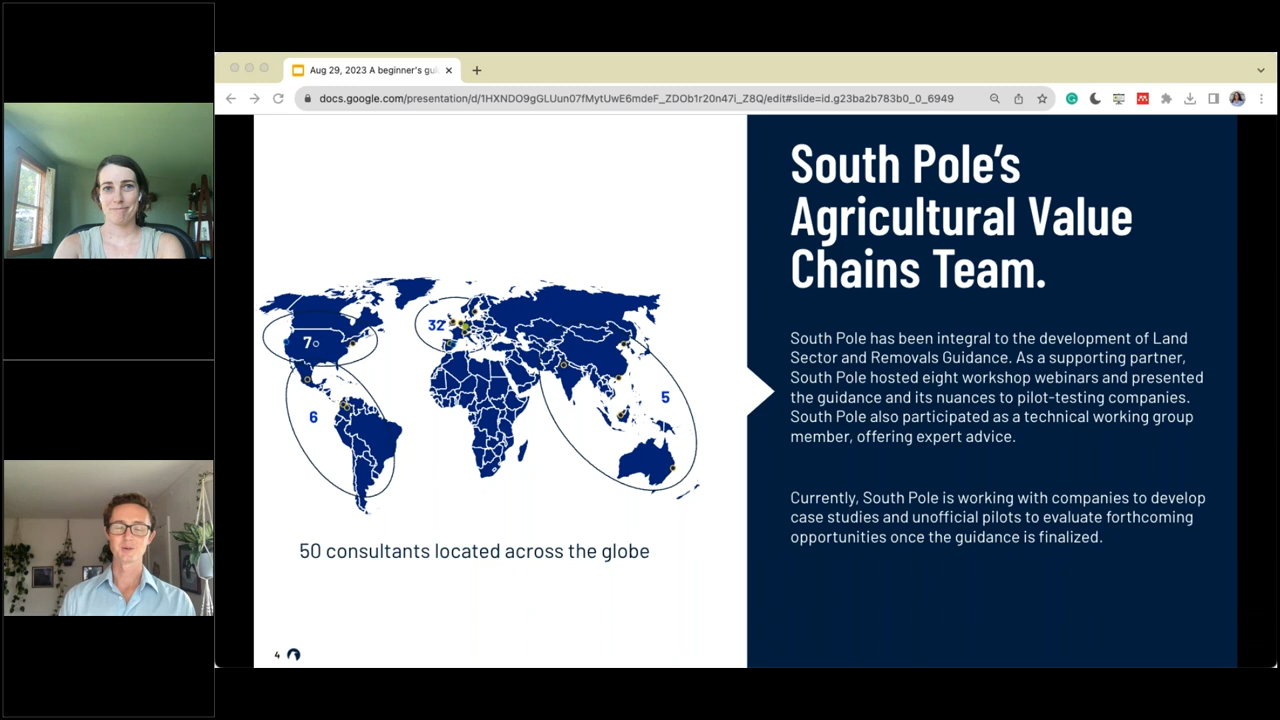 Aug 29, 2023 A beginner's gui
docs.google.com/presentation/d/1HXNDO9gGLUun07fMytUwE6mdeF_ZDOb1r20n47i_Z8Q/edit#slide=id.g23ba2b783b0_0_6949
South Pole's
Agricultural Value
Chains Team.
South Pole has been integral to the development of Land
Sector and Removals Guidance. As a supporting partner,
South Pole hosted eight workshop webinars and presented
the guidance and its nuances to pilot-testing companies.
South Pole also participated as a technical working group
member, offering expert advice.
Currently, South Pole is working with companies to develop
case studies and unofficial pilots to evaluate forthcoming
opportunities once the guidance is finalized.
32
7
5
6
50 consultants located across the globe
4